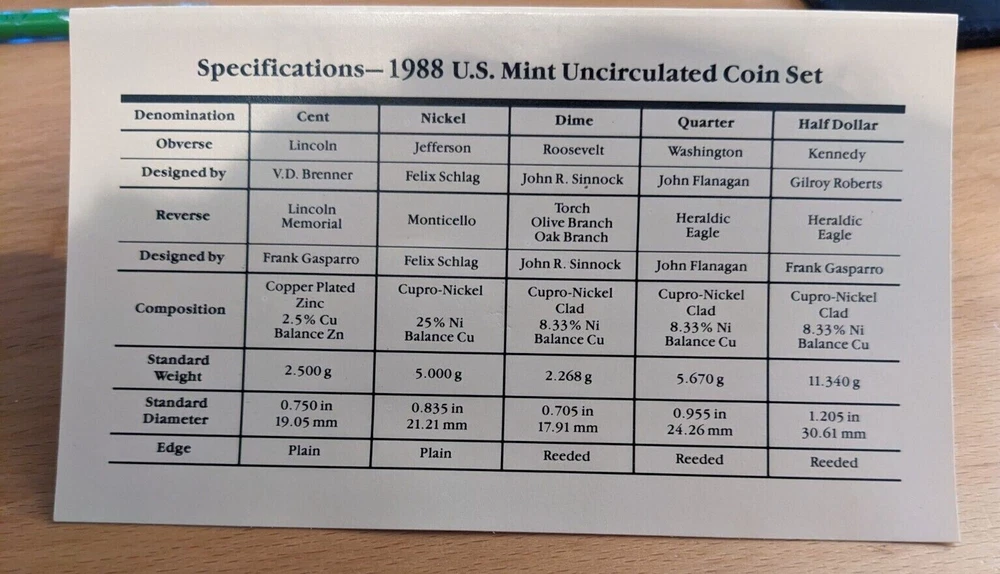 Specifications—1988 U.S. Mint Uncirculated Coin Set
Denomination Cent Nickel Dime Quarter Half Dollar
Obverse Lincoln Jefferson Roosevelt Washington Kennedy
Designed by V.D. Brenner Felix Schlag John R. Sinnock John Flanagan Gilroy Roberts
Reverse Lincoln Memorial Monticello Torch Olive Branch Oak Branch Heraldic Eagle Heraldic Eagle
Designed by Frank Gasparro Felix Schlag John R. Sinnock John Flanagan Frank Gasparro
Composition Copper Plated Zinc 2.5% Cu Balance Zn Cupro-Nickel 25% Ni Balance Cu Cupro-Nickel Clad 8.33% Ni Balance Cu Cupro-Nickel Clad 8.33% Ni Balance Cu Cupro-Nickel Clad 8.33% Ni Balance Cu
Standard Weight 2.500 g 5.000 g 2.268 g 5.670 g 11.340 g
Standard Diameter 0.750 in 19.05 mm 0.835 in 21.21 mm 0.705 in 17.91 mm 0.955 in 24.26 mm 1.205 in 30.61 mm
Edge Plain Plain Reeded Reeded Reeded